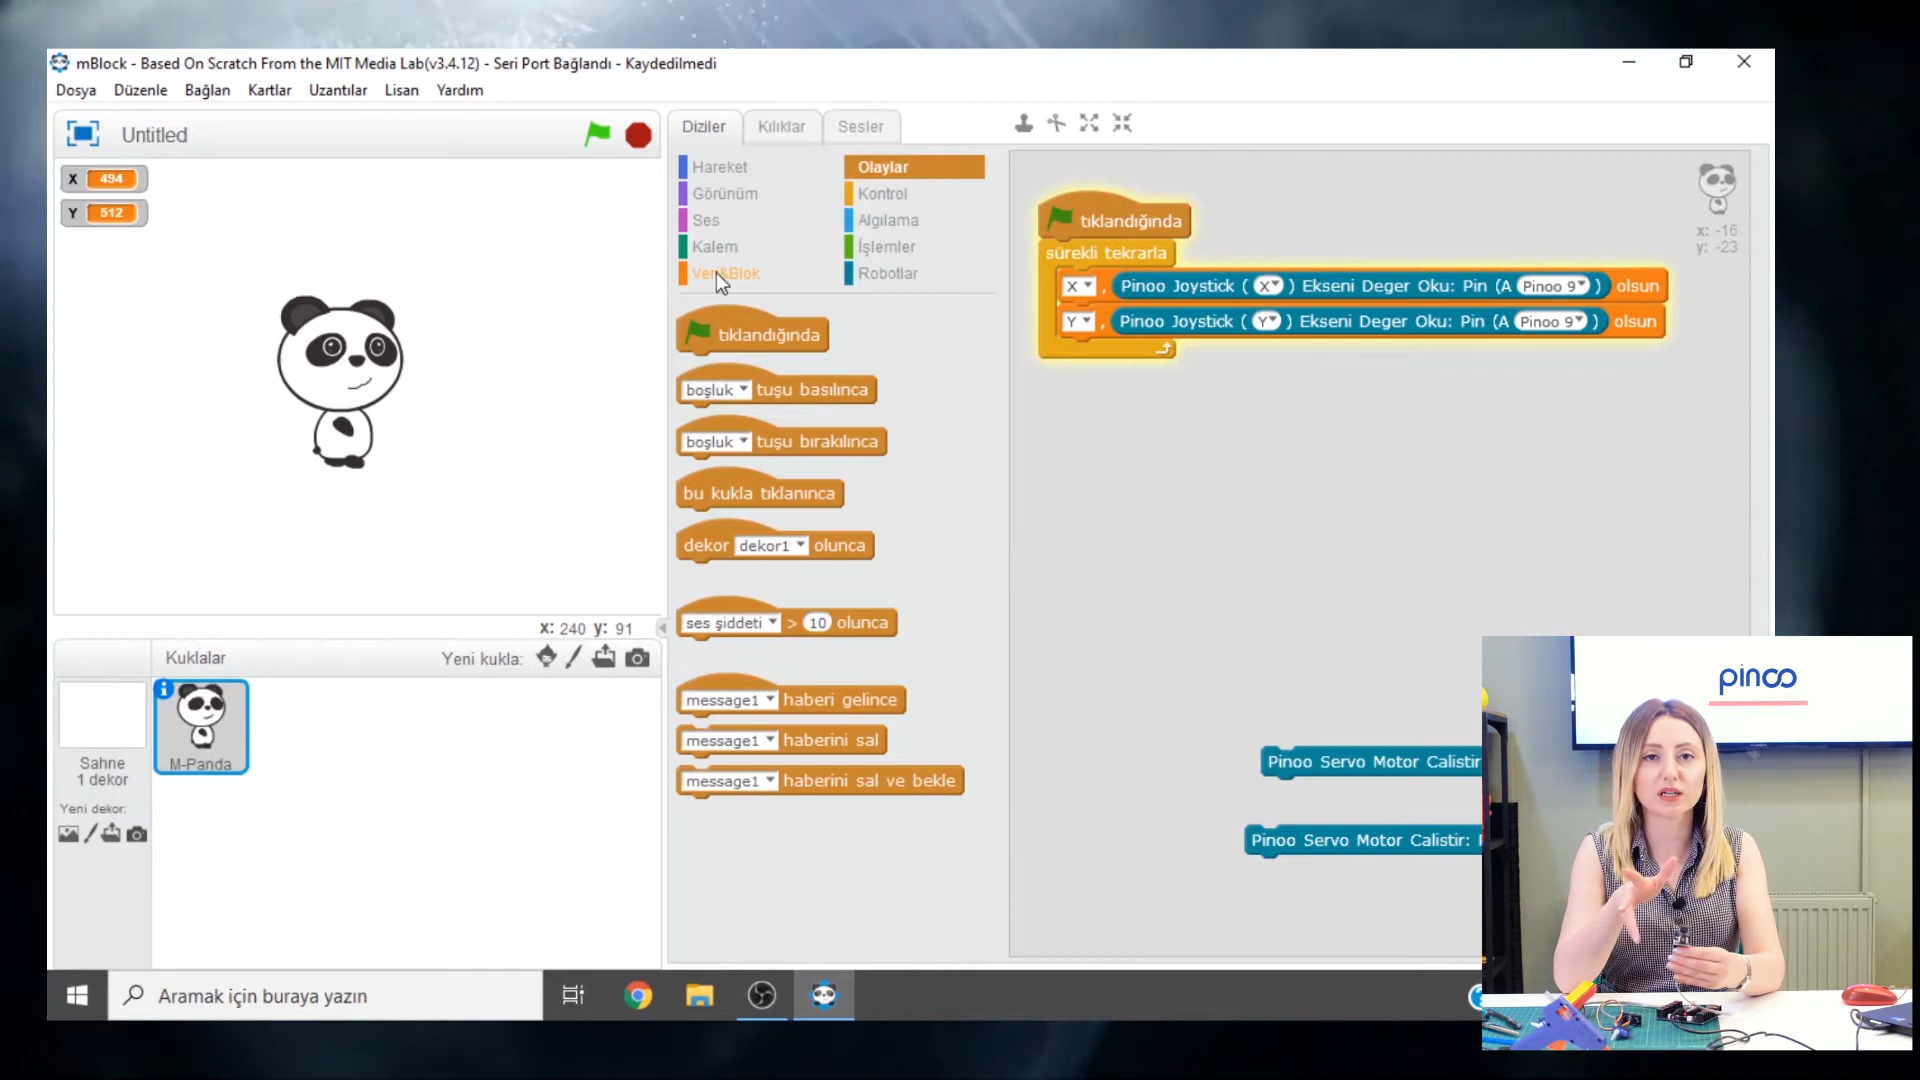 mBlock - Based On Scratch From the MIT Media Lab(v3.4.12) - Seri Port Bağlandı - Kaydedilmedi
Dosya Düzenle Bağlan Kartlar Uzantılar Lisan Yardım
Untitled
X 494
Y 512
x: 240 y: 91
Kuklalar Yeni kukla:
Sahne
1 dekor
Yeni dekor:
M-Panda
Diziler Kılıklar Sesler
Hareket Olaylar
Görünüm Kontrol
Ses Algılama
Kalem İşlemler
Veri&Blok Robotlar
tıklandığında
boşluk tuşu basılınca
boşluk tuşu bırakılınca
bu kukla tıklanınca
dekor dekor1 olunca
ses şiddeti > 10 olunca
message1 haberi gelince
message1 haberini sal
message1 haberini sal ve bekle
tıklandığında
sürekli tekrarla
X , Pinoo Joystick ( X ) Ekseni Deger Oku: Pin (A Pinoo 9 ) olsun
Y , Pinoo Joystick ( Y ) Ekseni Deger Oku: Pin (A Pinoo 9 ) olsun
x: -16
y: -23
Pinoo Servo Motor Calistir
Pinoo Servo Motor Calistir:
pinoo
Aramak için buraya yazın